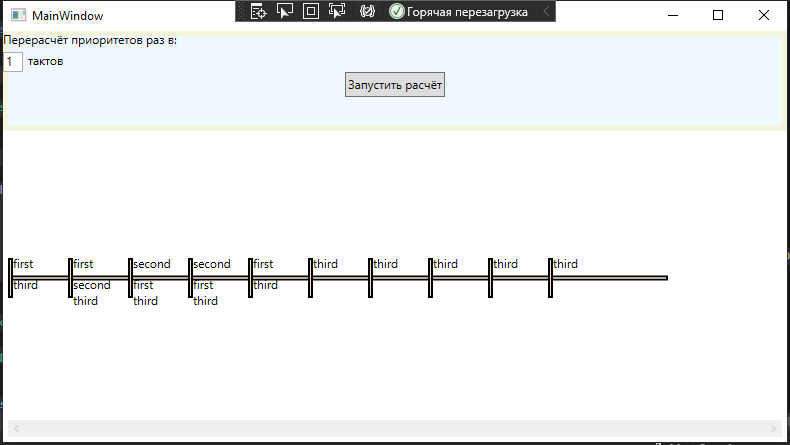 MainWindow
Горячая перезагрузка
Перерасчёт приоритетов раз в:
1 тактов
Запустить расчёт
first first second second first third third third third third
third second first first third
third third third